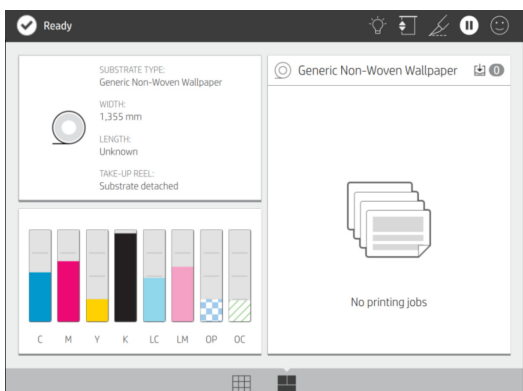 Ready
SUBSTRATE TYPE:
Generic Non-Woven Wallpaper
WIDTH:
1,355 mm
LENGTH:
Unknown
TAKE-UP REEL:
Substrate detached
C M Y K LC LM OP OC
Generic Non-Woven Wallpaper 0
No printing jobs